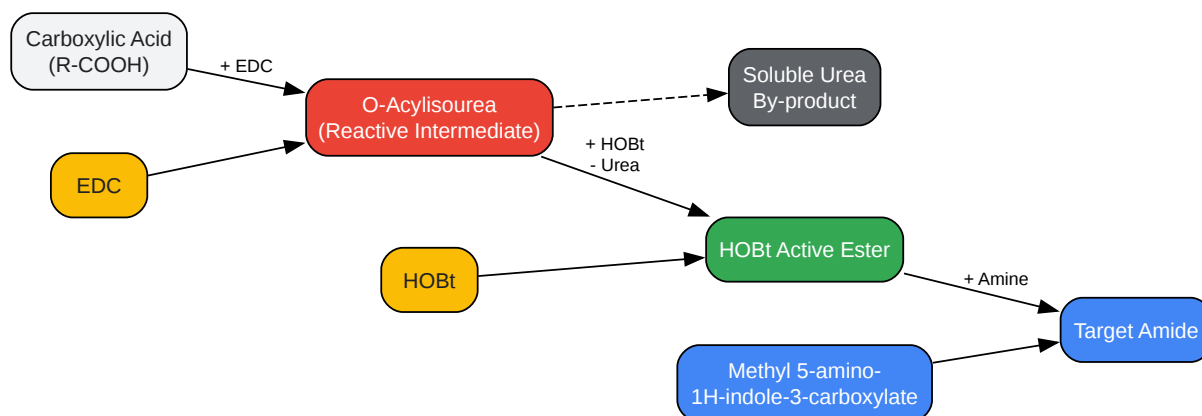 Carboxylic Acid
(R-COOH)
+ EDC
O-Acylisourea
(Reactive Intermediate)
Soluble Urea
By-product
EDC
+ HOBt
- Urea
HOBt
HOBt Active Ester
+ Amine
Target Amide
Methyl 5-amino-
1H-indole-3-carboxylate